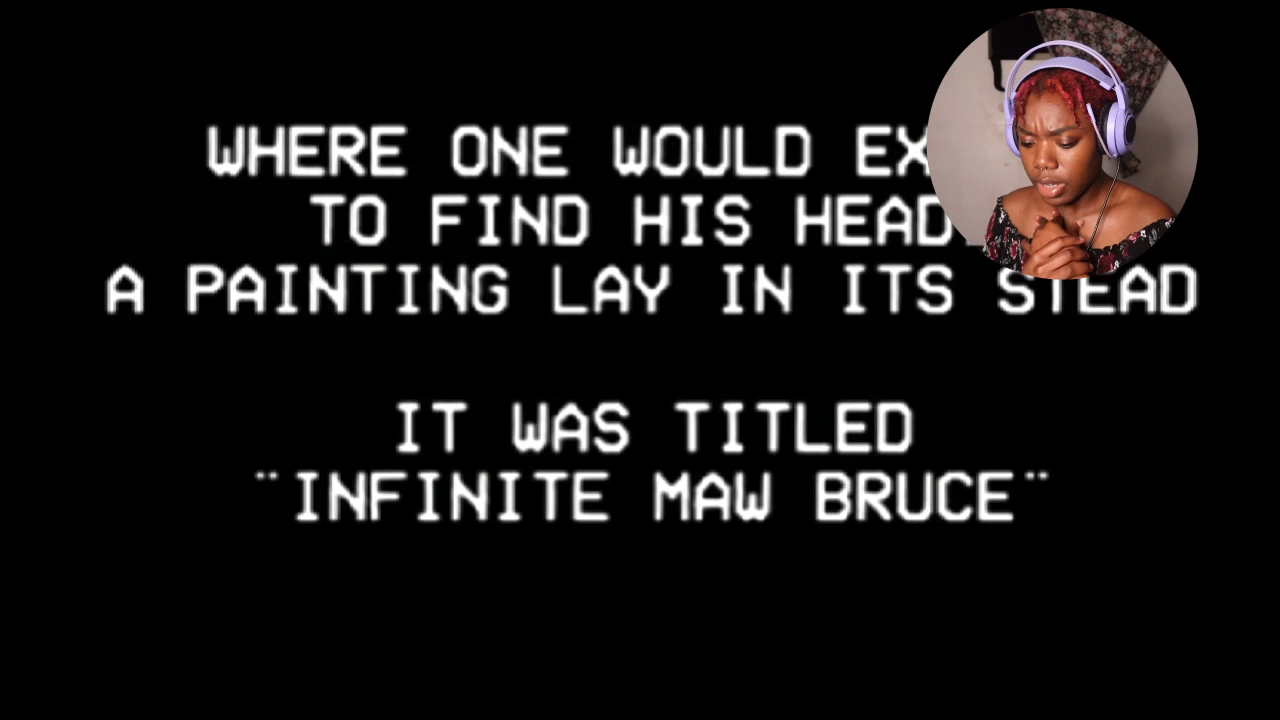 WHERE ONE WOULD
TO FIND HIS HEAD
A PAINTING LAY IN ITS STEAD
IT WAS TITLED
¨INFINITE MAW BRUCE¨